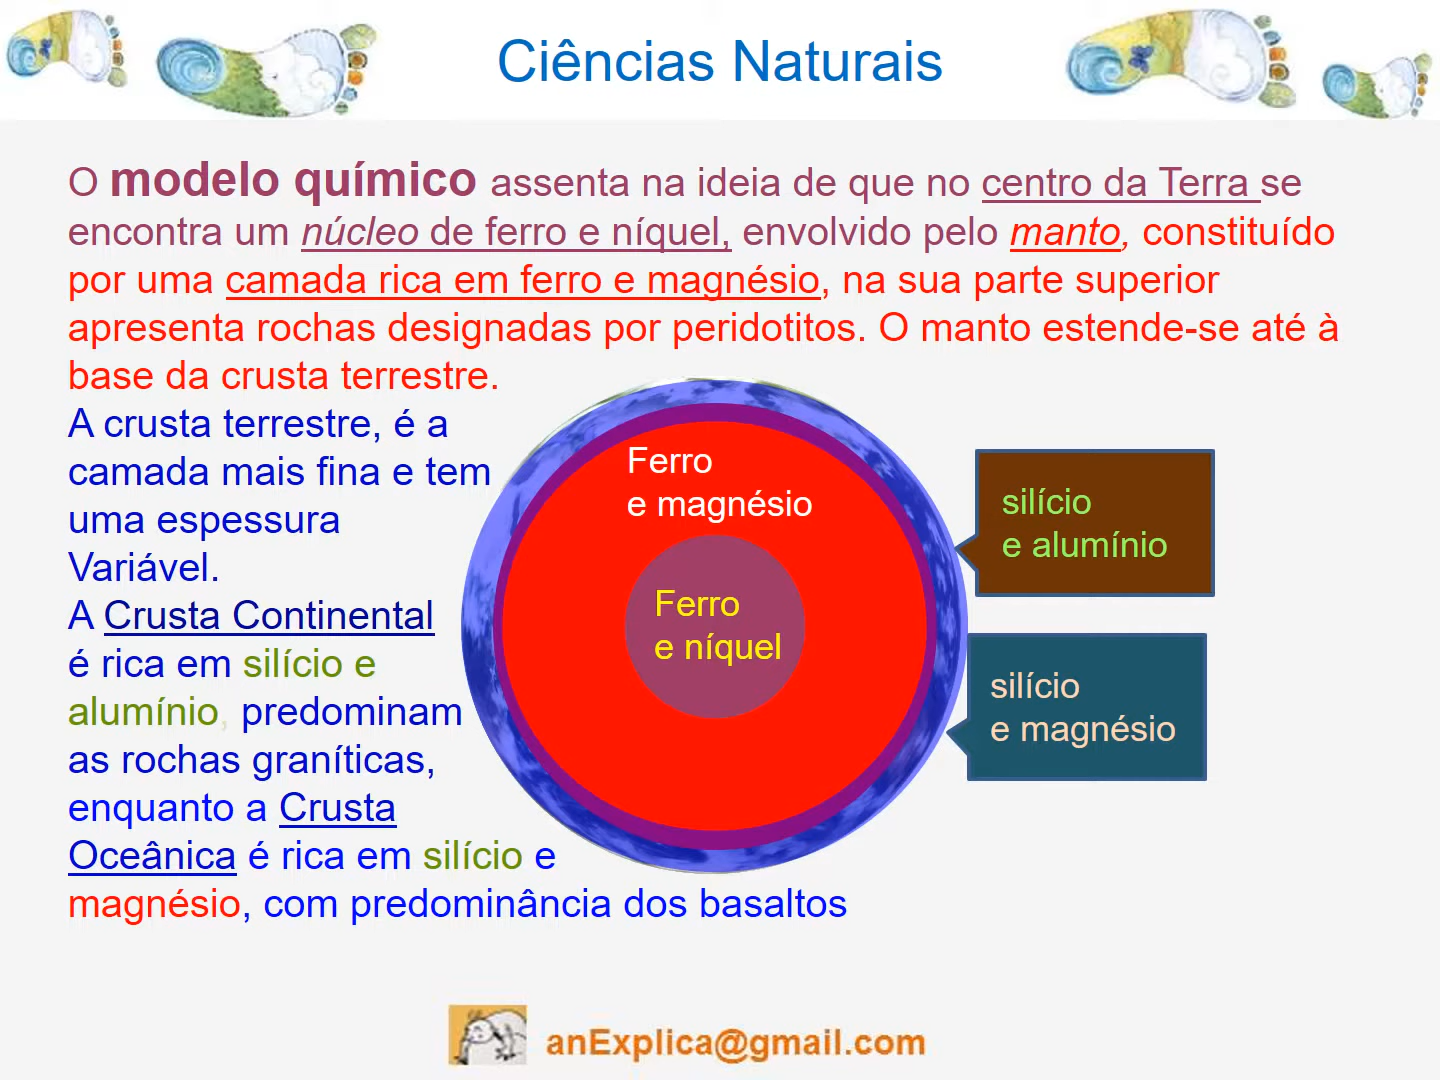 Ciências Naturais
O modelo químico assenta na ideia de que no centro da Terra se
encontra um núcleo de ferro e níquel, envolvido pelo manto, constituído
por uma camada rica em ferro e magnésio, na sua parte superior
apresenta rochas designadas por peridotitos. O manto estende-se até à
base da crusta terrestre.
A crusta terrestre, é a
camada mais fina e tem
uma espessura
Variável.
A Crusta Continental
é rica em silício e
alumínio, predominam
as rochas graníticas,
enquanto a Crusta
Oceânica é rica em silício e
magnésio, com predominância dos basaltos
Ferro
e magnésio
Ferro
e níquel
silício
e alumínio
silício
e magnésio
anExplica@gmail.com